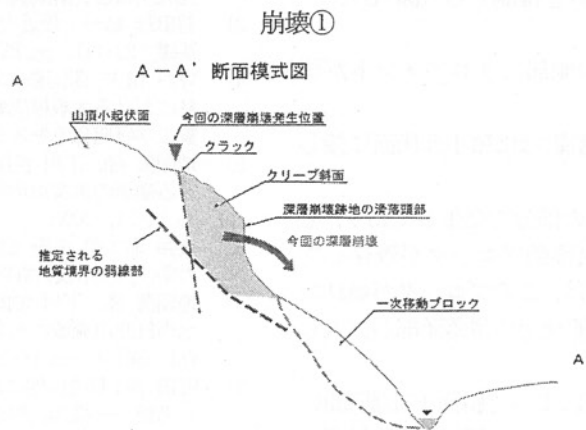 崩壊①
A
A－A' 断面模式図
山頂小起伏面
今回の深層崩壊発生位置
クラック
クリープ斜面
深層崩壊跡地の滑落頭部
今回の深層崩壊
推定される
地質境界の弱線部
一次移動ブロック
A